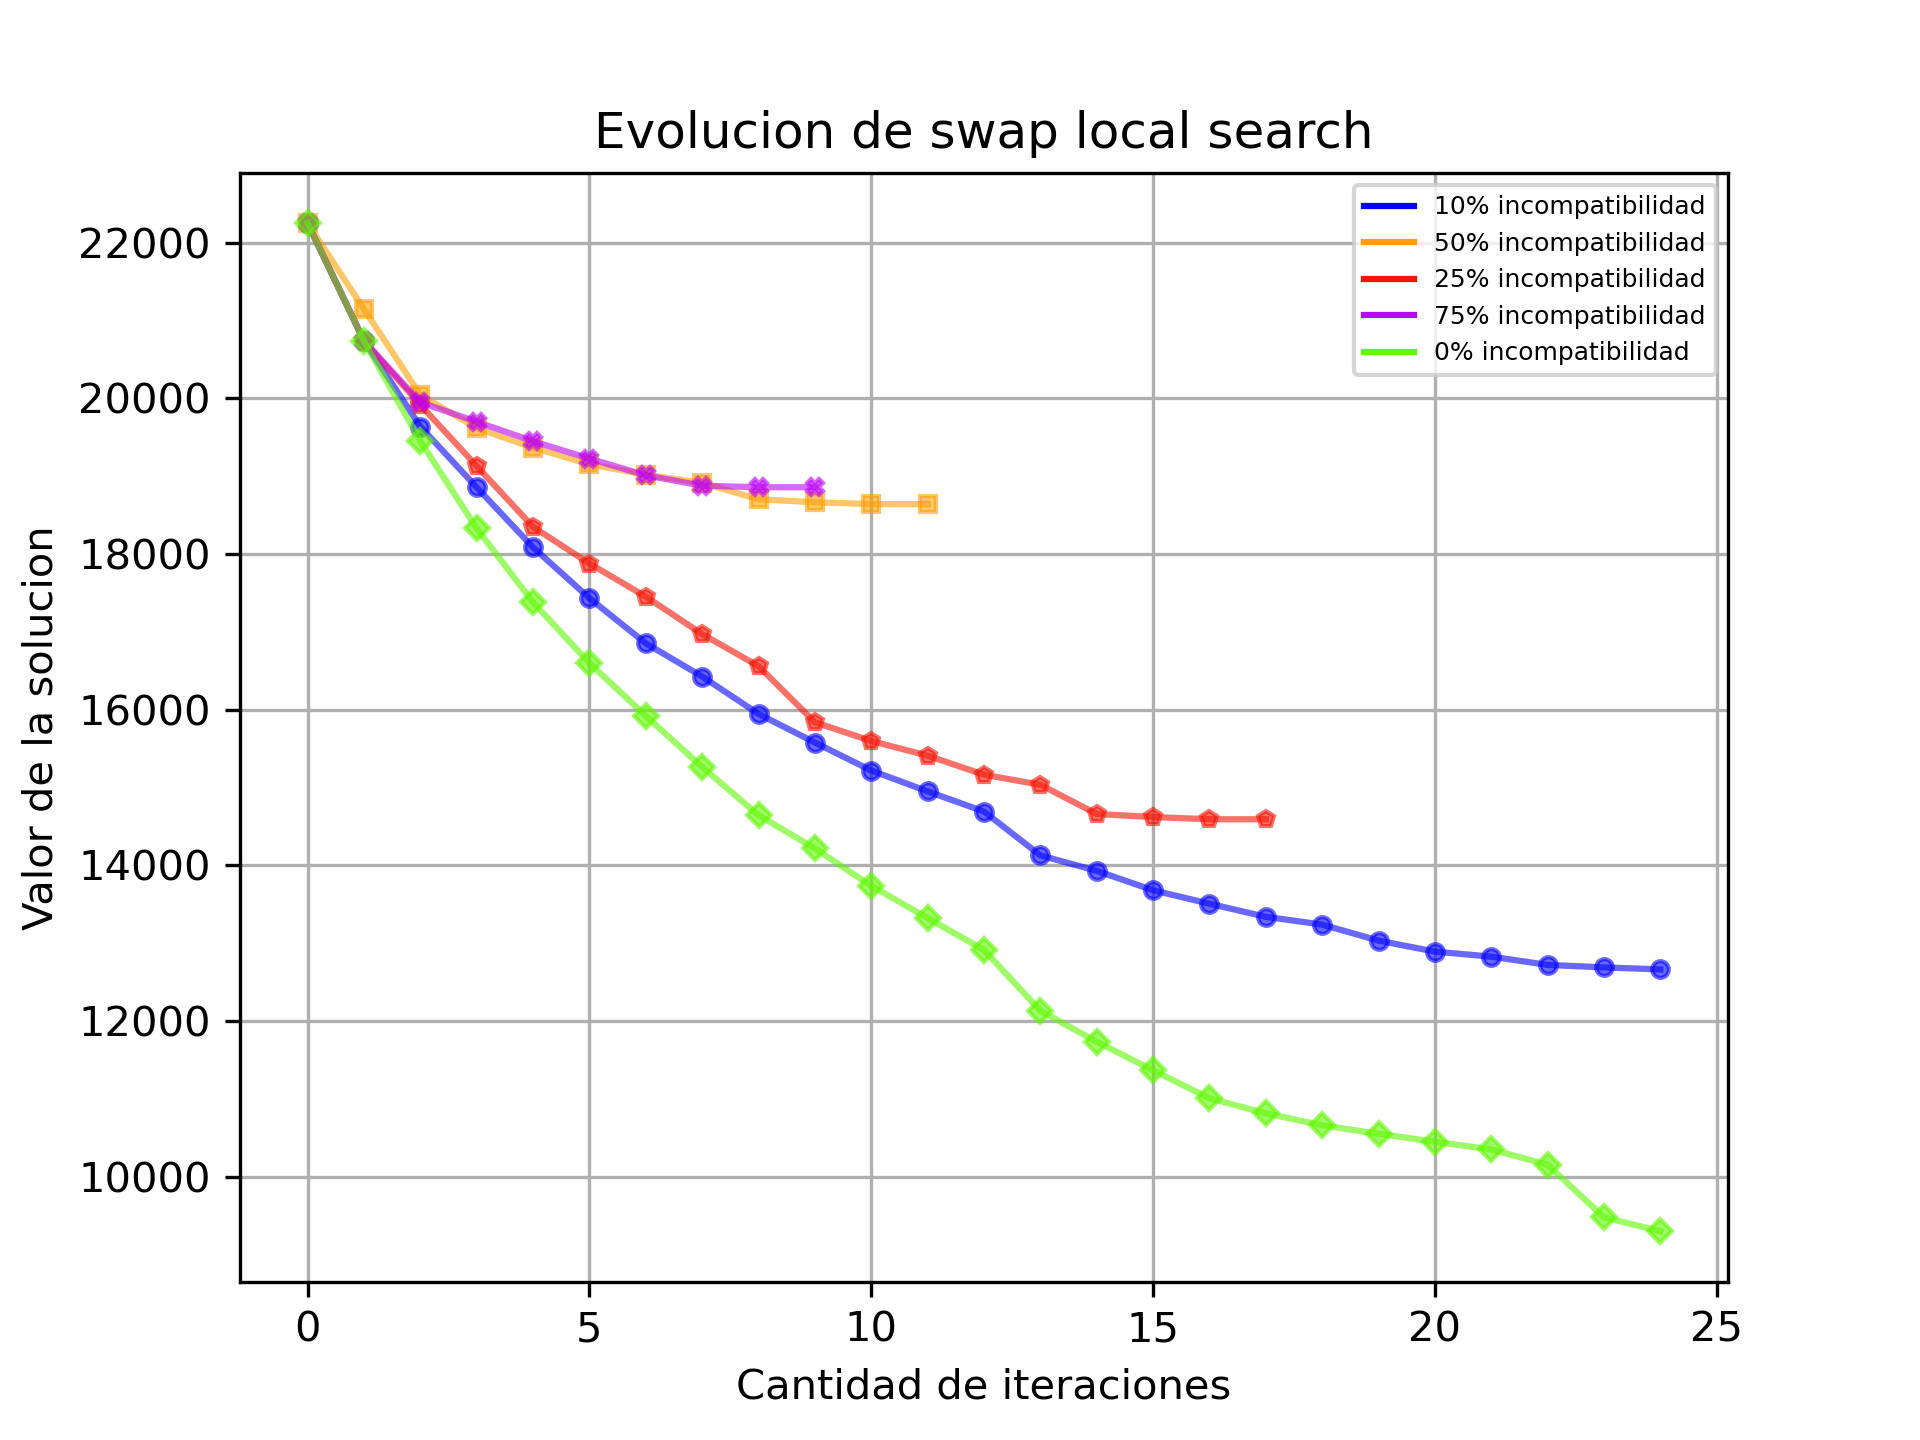 Evolucion de swap local search
10% incompatibilidad
50% incompatibilidad
25% incompatibilidad
75% incompatibilidad
0% incompatibilidad
Valor de la solucion
22000
20000
18000
16000
14000
12000
10000
0 5 10 15 20 25
Cantidad de iteraciones